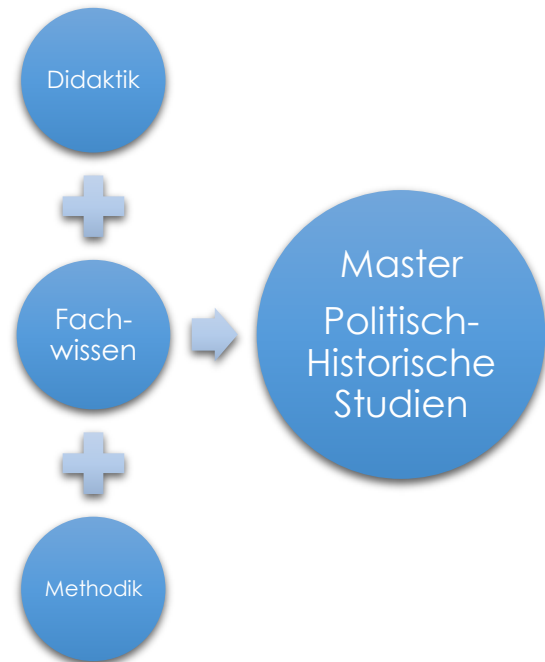 Didaktik
Fach-
wissen
Methodik
Master
Politisch-
Historische
Studien